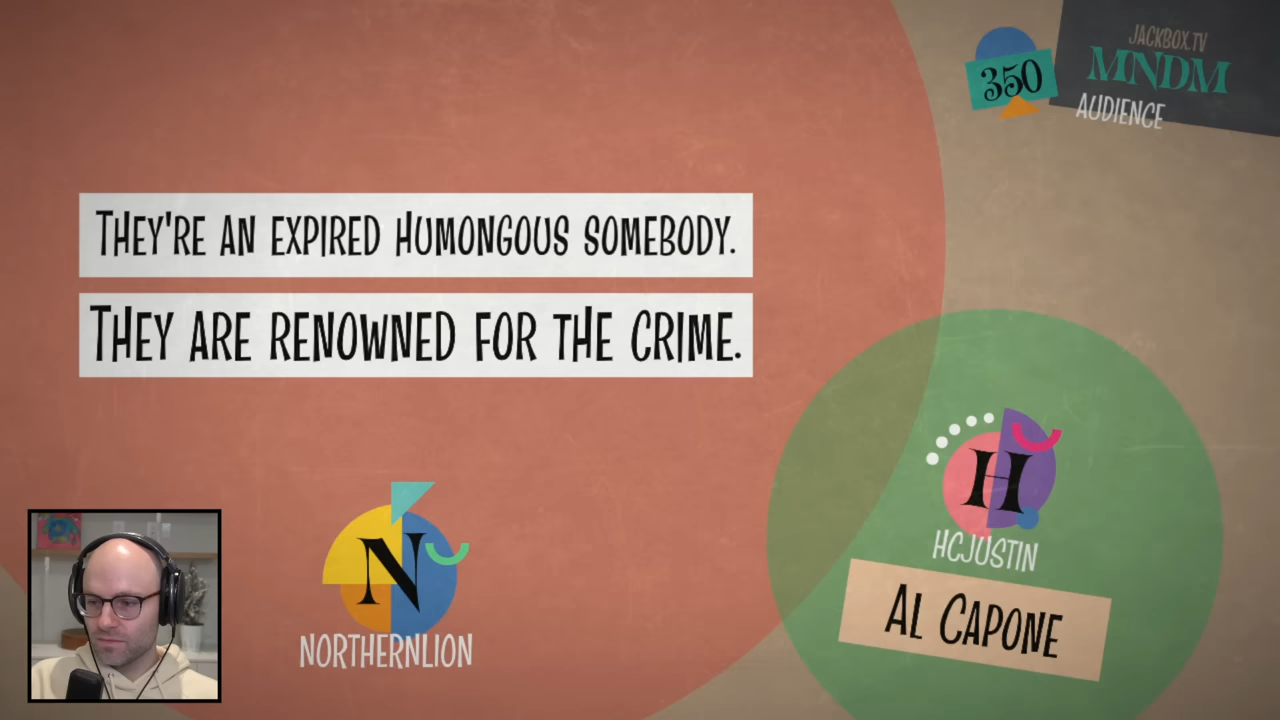 JACKBOX.TV
350
MNDM
AUDIENCE
THEY'RE AN EXPIRED HUMONGOUS SOMEBODY.
THEY ARE RENOWNED FOR THE CRIME.
N
NORTHERNLION
H
HCJUSTIN
AL CAPONE